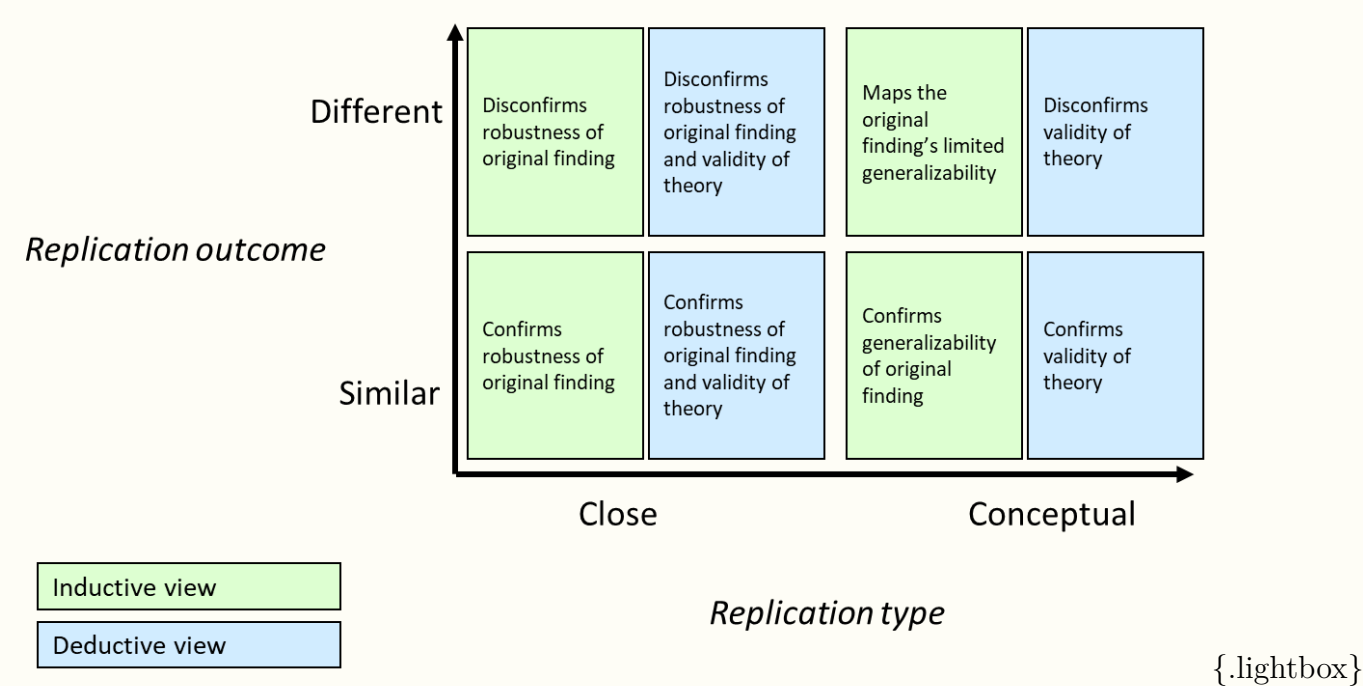 Different
Disconfirms
robustness of
original finding
Disconfirms
robustness of
original finding
and validity of
theory
Maps the
original
finding’s limited
generalizability
Disconfirms
validity of
theory
Replication outcome
Similar
Confirms
robustness of
original finding
Confirms
robustness of
original finding
and validity of
theory
Confirms
generalizability
of original
finding
Confirms
validity of
theory
Close
Conceptual
Replication type
Inductive view
Deductive view
{.lightbox}